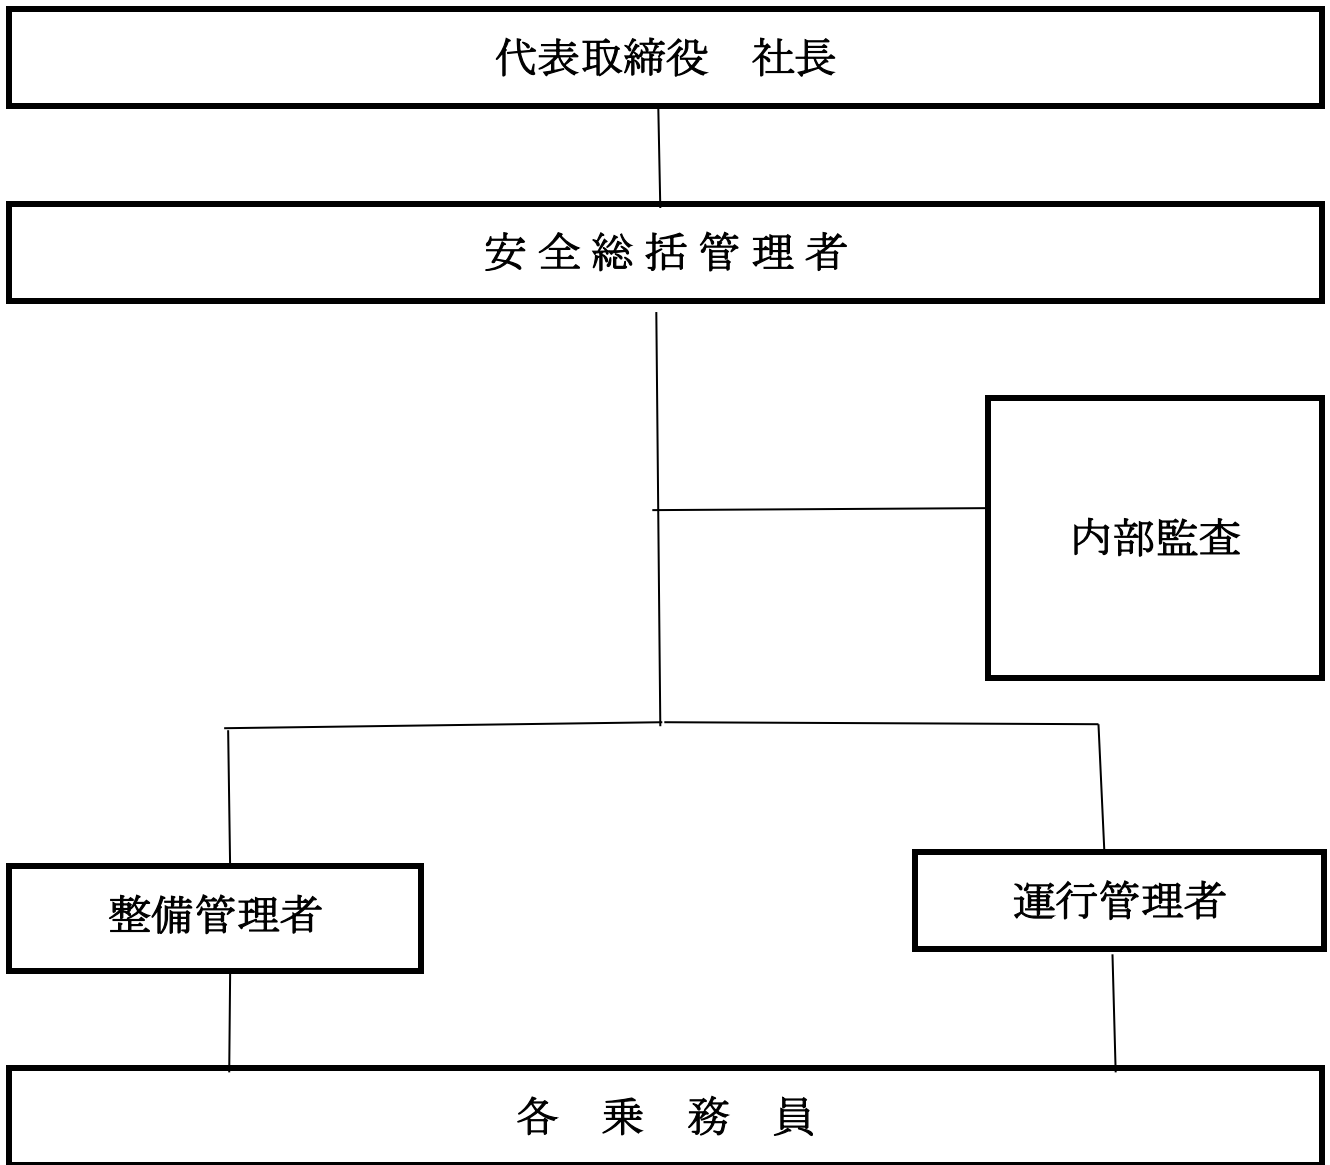 代表取締役　社長
安全総括管理者
内部監査
整備管理者
運行管理者
各　乗　務　員